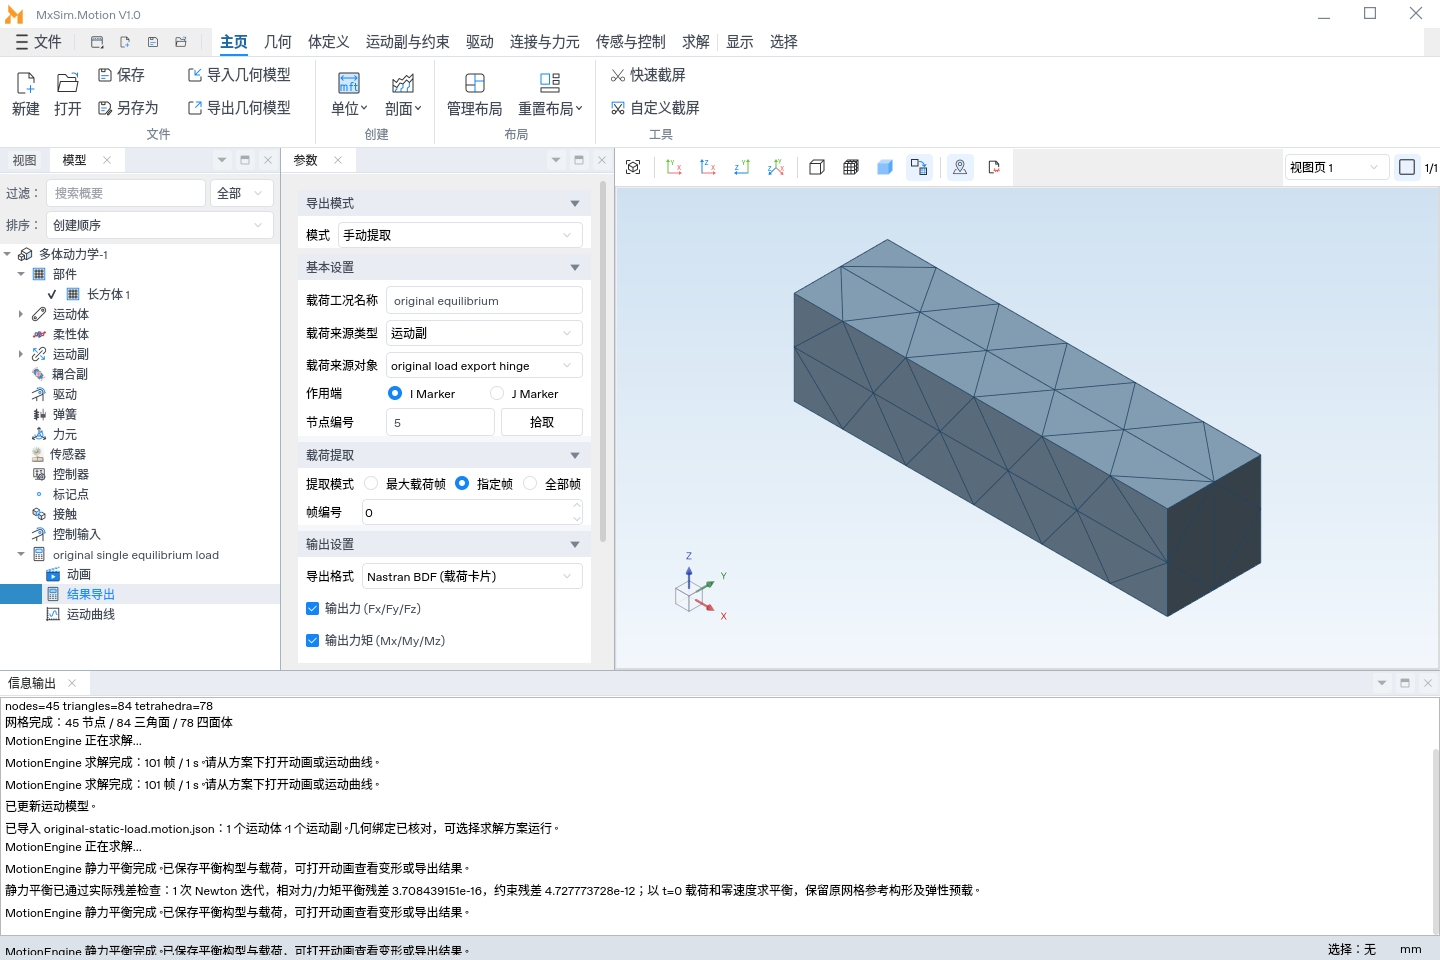 MxSim.Motion V1.0
文件 主页 几何 体定义 运动副与约束 驱动 连接与力元 传感与控制 求解 显示 选择
新建 打开 保存 另存为 导入几何模型 导出几何模型 单位 剖面 管理布局 重置布局 快速截屏 自定义截屏
mft
文件 创建 布局 工具
视图 模型
过滤： 搜索概要 全部
排序： 创建顺序
多体动力学-1
部件
长方体 1
运动体
柔性体
运动副
耦合副
驱动
弹簧
力元
传感器
控制器
标记点
接触
控制输入
original single equilibrium load
动画
结果导出
运动曲线
参数
导出模式
模式 手动提取
基本设置
载荷工况名称 original equilibrium
载荷来源类型 运动副
载荷来源对象 original load export hinge
作用端 I Marker J Marker
节点编号 5 拾取
载荷提取
提取模式 最大载荷帧 指定帧 全部帧
帧编号 0
输出设置
导出格式 Nastran BDF (载荷卡片)
输出力 (Fx/Fy/Fz)
输出力矩 (Mx/My/Mz)
视图页 1 1/1
Z
Y
X
信息输出
nodes=45 triangles=84 tetrahedra=78
网格完成：45 节点 / 84 三角面 / 78 四面体
MotionEngine 正在求解...
MotionEngine 求解完成：101 帧 / 1 s。请从方案下打开动画或运动曲线。
MotionEngine 求解完成：101 帧 / 1 s。请从方案下打开动画或运动曲线。
已更新运动模型。
已导入 original-static-load.motion.json：1 个运动体、1 个运动副。几何绑定已核对，可选择求解方案运行。
MotionEngine 正在求解...
MotionEngine 静力平衡完成。已保存平衡构型与载荷，可打开动画查看变形或导出结果。
静力平衡已通过实际残差检查：1 次 Newton 迭代，相对力/力矩平衡残差 3.708439151e-16，约束残差 4.727773728e-12；以 t=0 载荷和零速度求平衡，保留原网格参考构形及弹性预载。
MotionEngine 静力平衡完成。已保存平衡构型与载荷，可打开动画查看变形或导出结果。
MotionEngine 静力平衡完成。已保存平衡构型与载荷，可打开动画查看变形或导出结果。
选择：无 mm